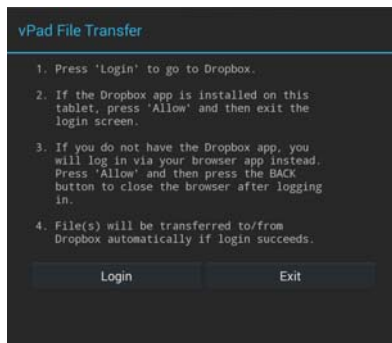 vPad File Transfer
1. Press 'Login' to go to Dropbox.
2. If the Dropbox app is installed on this
tablet, press 'Allow' and then exit the
login screen.
3. If you do not have the Dropbox app, you
will log in via your browser app instead.
Press 'Allow' and then press the BACK
button to close the browser after logging
in.
4. File(s) will be transferred to/from
Dropbox automatically if login succeeds.
Login Exit